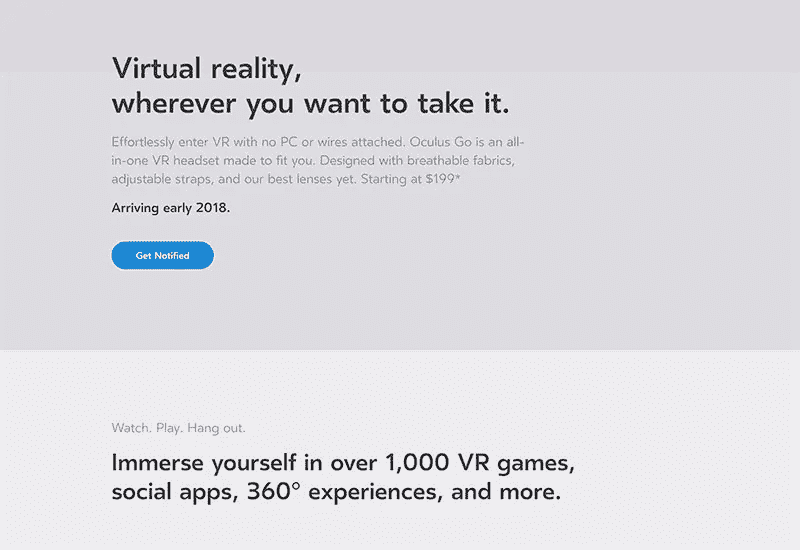 Virtual reality,
wherever you want to take it.
Effortlessly enter VR with no PC or wires attached. Oculus Go is an all-
in-one VR headset made to fit you. Designed with breathable fabrics,
adjustable straps, and our best lenses yet. Starting at $199*
Arriving early 2018.
Get Notified
Watch. Play. Hang out.
Immerse yourself in over 1,000 VR games,
social apps, 360° experiences, and more.